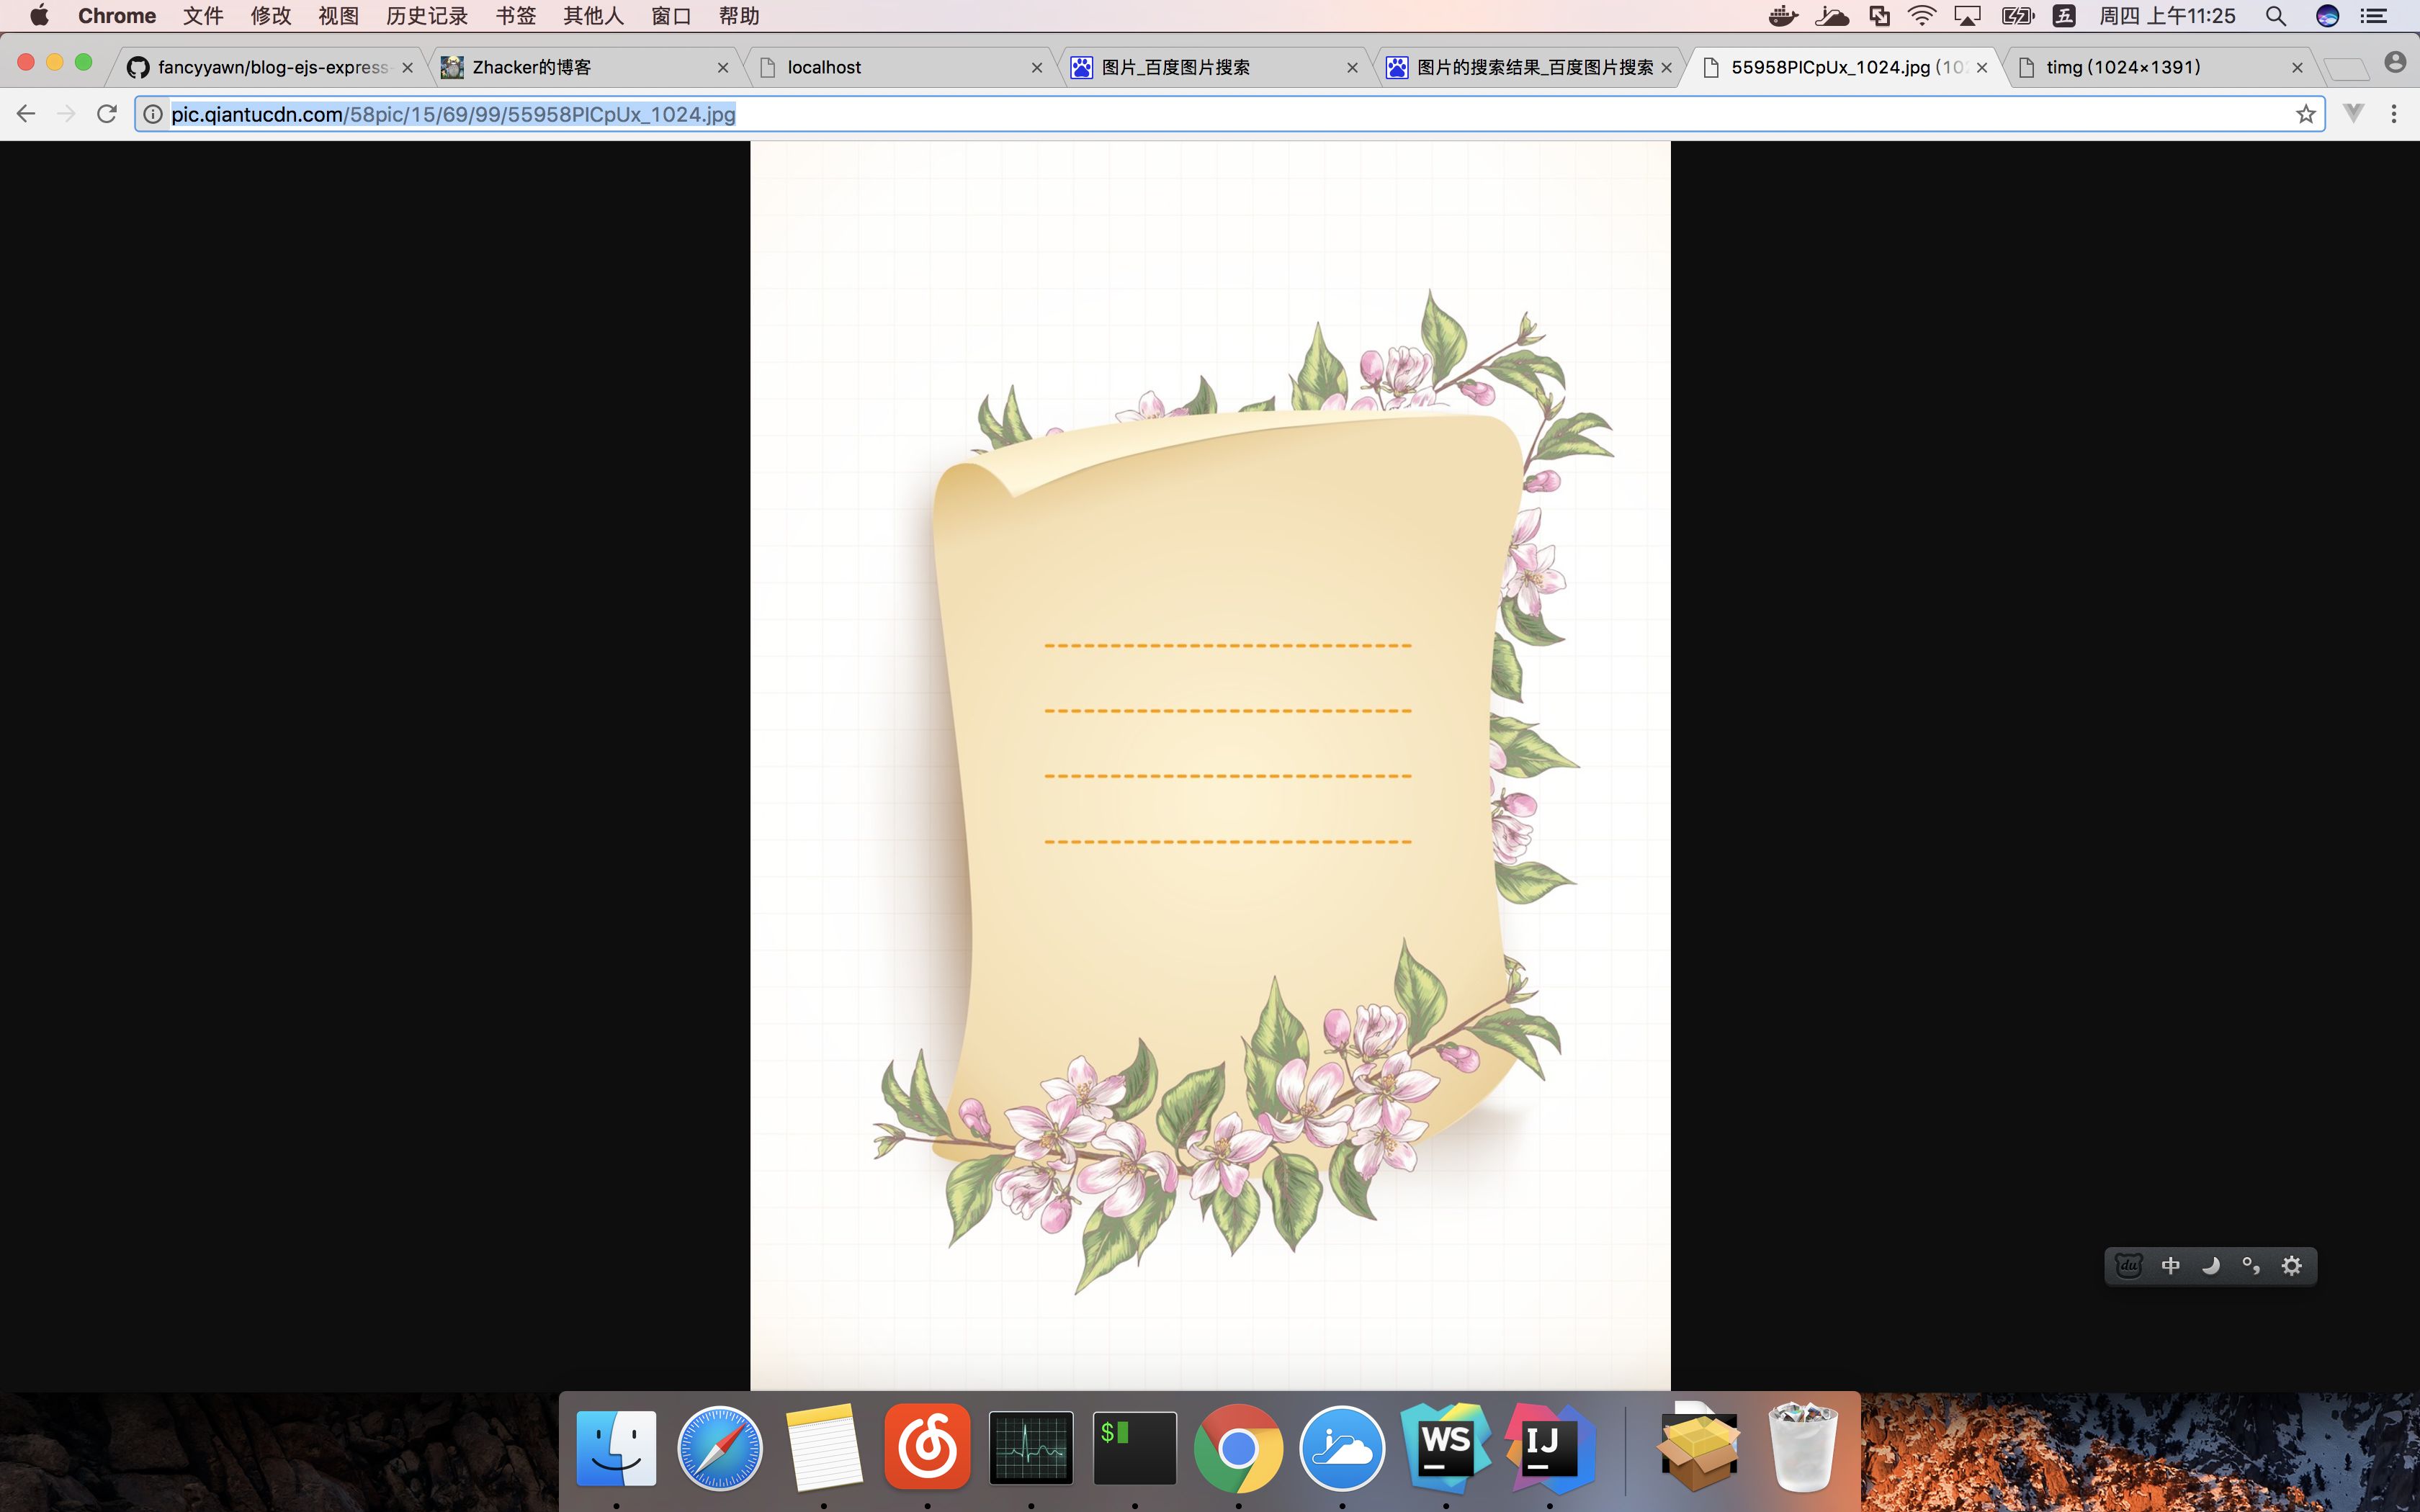 Chrome 文件 修改 视图 历史记录 书签 其他人 窗口 帮助 五 周四 上午11:25
fancyyawn/blog-ejs-express- Zhacker的博客 localhost 图片_百度图片搜索 图片的搜索结果_百度图片搜索 55958PICpUx_1024.jpg (10 timg (1024×1391)
pic.qiantucdn.com/58pic/15/69/99/55958PICpUx_1024.jpg
du 中
$ WS IJ